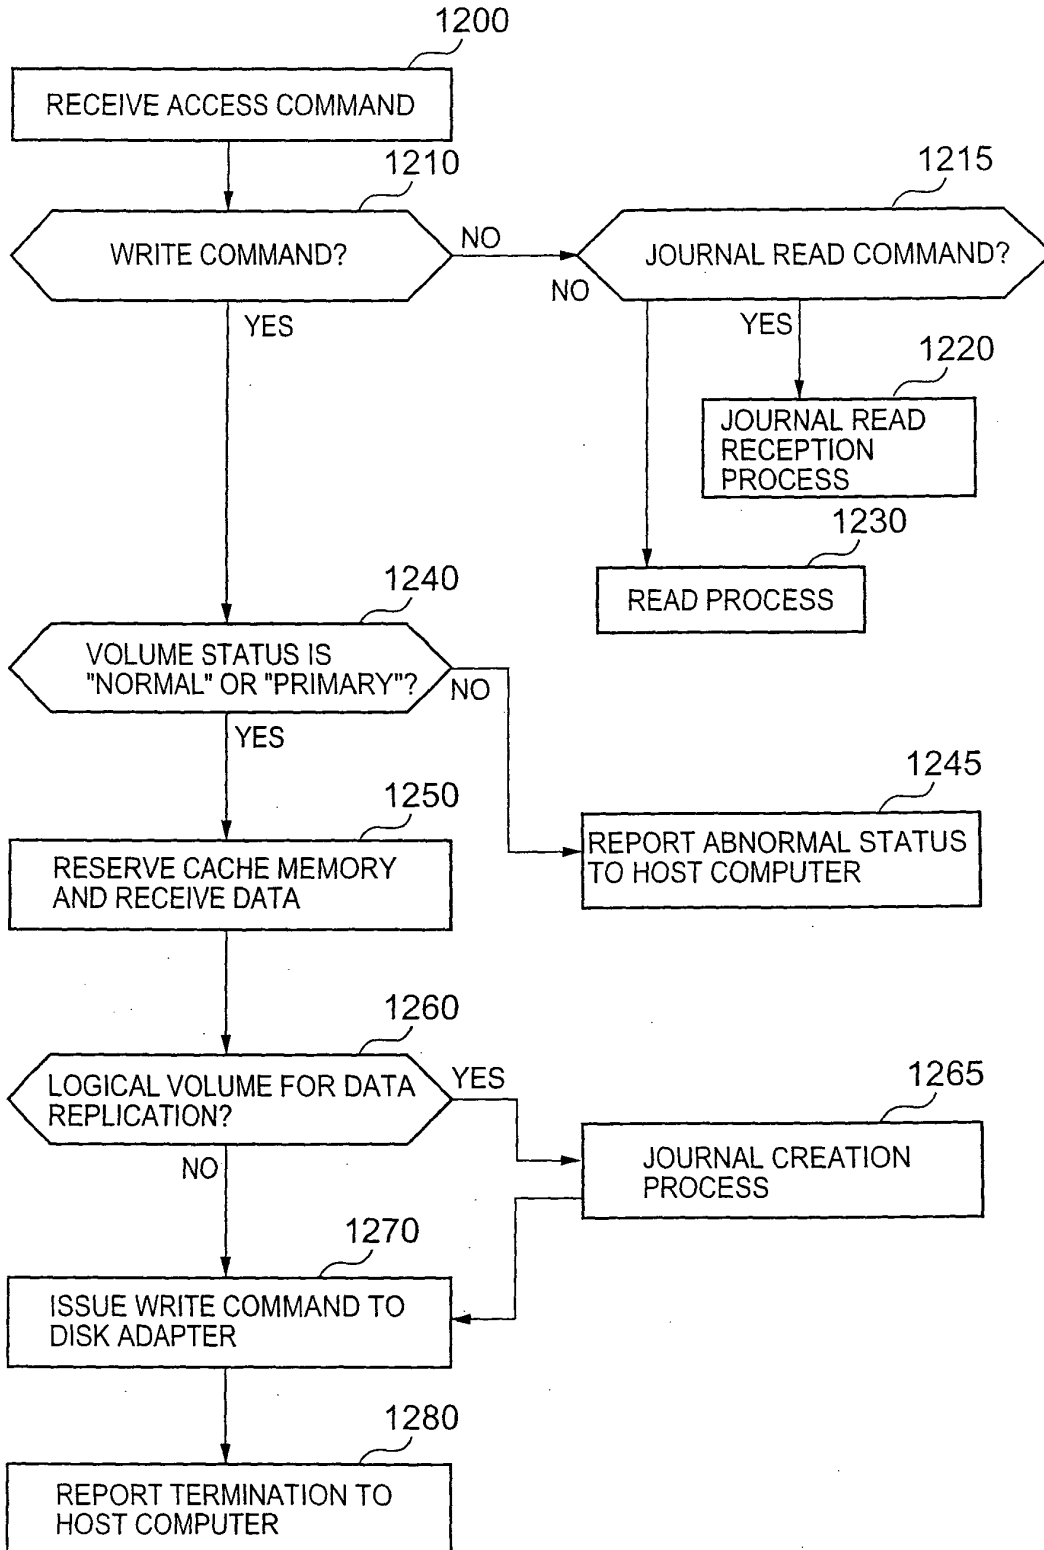 1200
RECEIVE ACCESS COMMAND
1210
WRITE COMMAND?
NO
YES
1215
JOURNAL READ COMMAND?
NO
YES
1220
JOURNAL READ
RECEPTION
PROCESS
1230
READ PROCESS
1240
VOLUME STATUS IS
"NORMAL" OR "PRIMARY"?
NO
YES
1245
REPORT ABNORMAL STATUS
TO HOST COMPUTER
1250
RESERVE CACHE MEMORY
AND RECEIVE DATA
1260
LOGICAL VOLUME FOR DATA
REPLICATION?
YES
NO
1265
JOURNAL CREATION
PROCESS
1270
ISSUE WRITE COMMAND TO
DISK ADAPTER
1280
REPORT TERMINATION TO
HOST COMPUTER